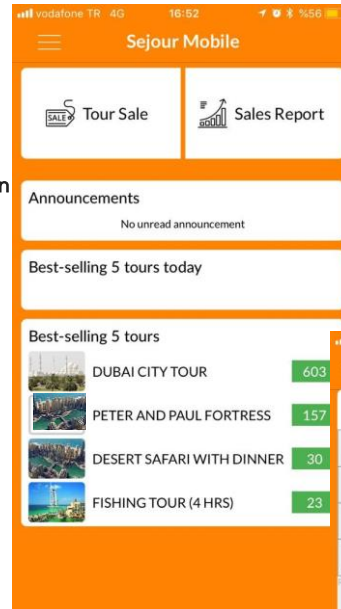 vodafone TR 4G 16:52 %56
Sejour Mobile
SALE Tour Sale
Sales Report
n
Announcements
No unread announcement
Best-selling 5 tours today
Best-selling 5 tours
DUBAI CITY TOUR 603
PETER AND PAUL FORTRESS 157
DESERT SAFARI WITH DINNER 30
FISHING TOUR (4 HRS) 23